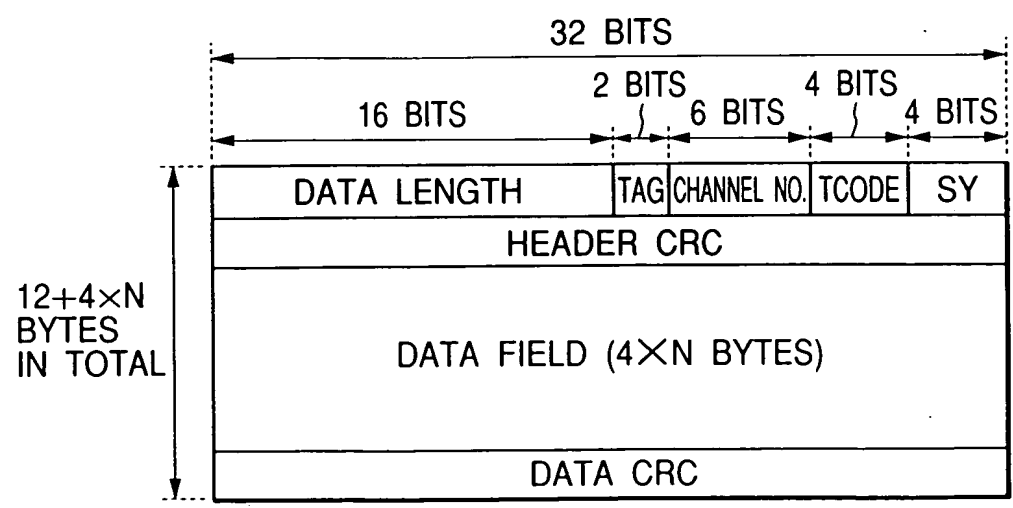 32 BITS
2 BITS
4 BITS
16 BITS
6 BITS
4 BITS
DATA LENGTH
TAG
CHANNEL NO.
TCODE
SY
HEADER CRC
12+4×N
BYTES
IN TOTAL
DATA FIELD (4×N BYTES)
DATA CRC